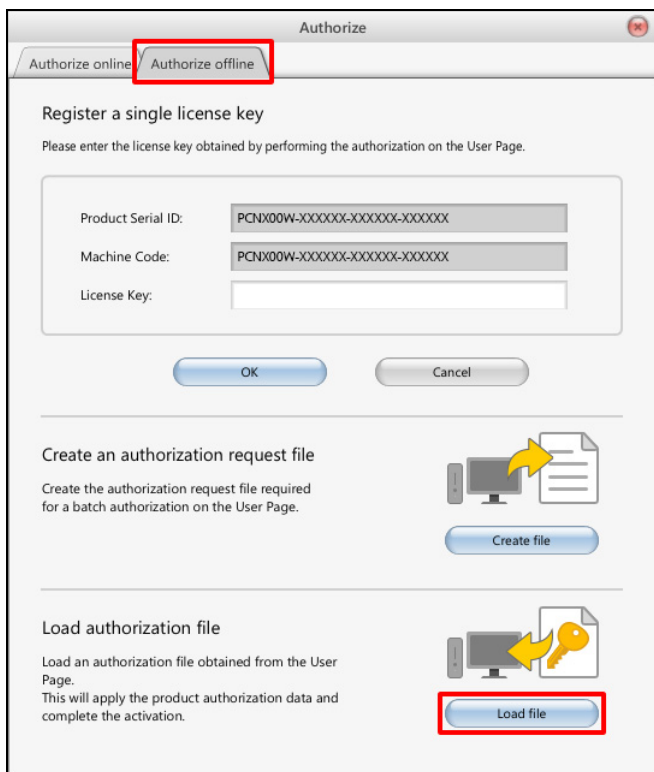 Authorize
Authorize online
Authorize offline
Register a single license key
Please enter the license key obtained by performing the authorization on the User Page.
Product Serial ID: PCNX00W-XXXXXX-XXXXXX-XXXXXX
Machine Code: PCNX00W-XXXXXX-XXXXXX-XXXXXX
License Key:
OK
Cancel
Create an authorization request file
Create the authorization request file required
for a batch authorization on the User Page.
Create file
Load authorization file
Load an authorization file obtained from the User
Page.
This will apply the product authorization data and
complete the activation.
Load file